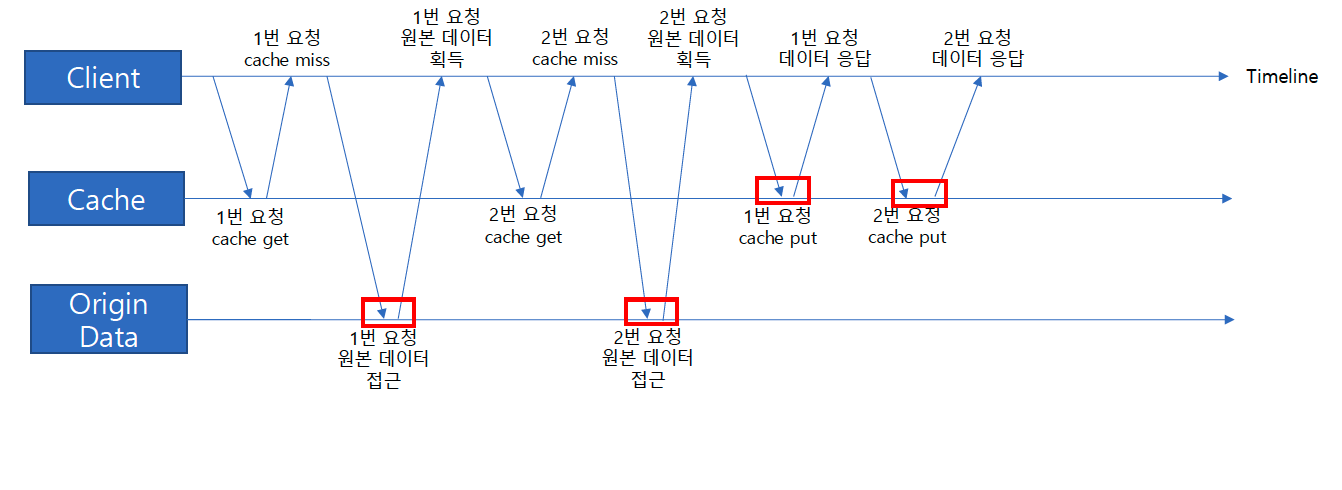 1번 요청
cache miss
1번 요청
원본 데이터
획득
2번 요청
cache miss
2번 요청
원본 데이터
획득
1번 요청
데이터 응답
2번 요청
데이터 응답
Client
Timeline
Cache
1번 요청
cache get
2번 요청
cache get
1번 요청
cache put
2번 요청
cache put
Origin
Data
1번 요청
원본 데이터
접근
2번 요청
원본 데이터
접근